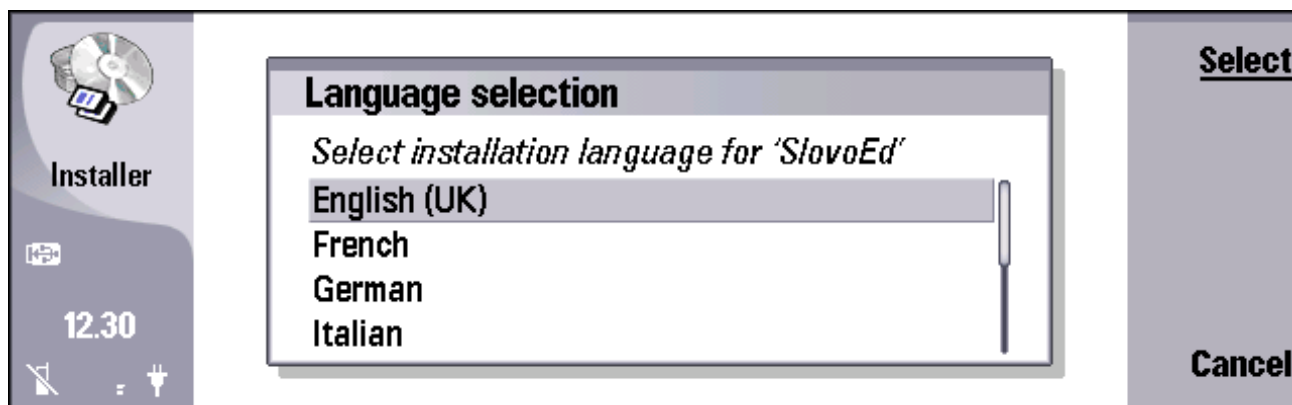 Installer
12.30
Language selection
Select installation language for ‘SlovoEd’
English (UK)
French
German
Italian
Select
Cancel